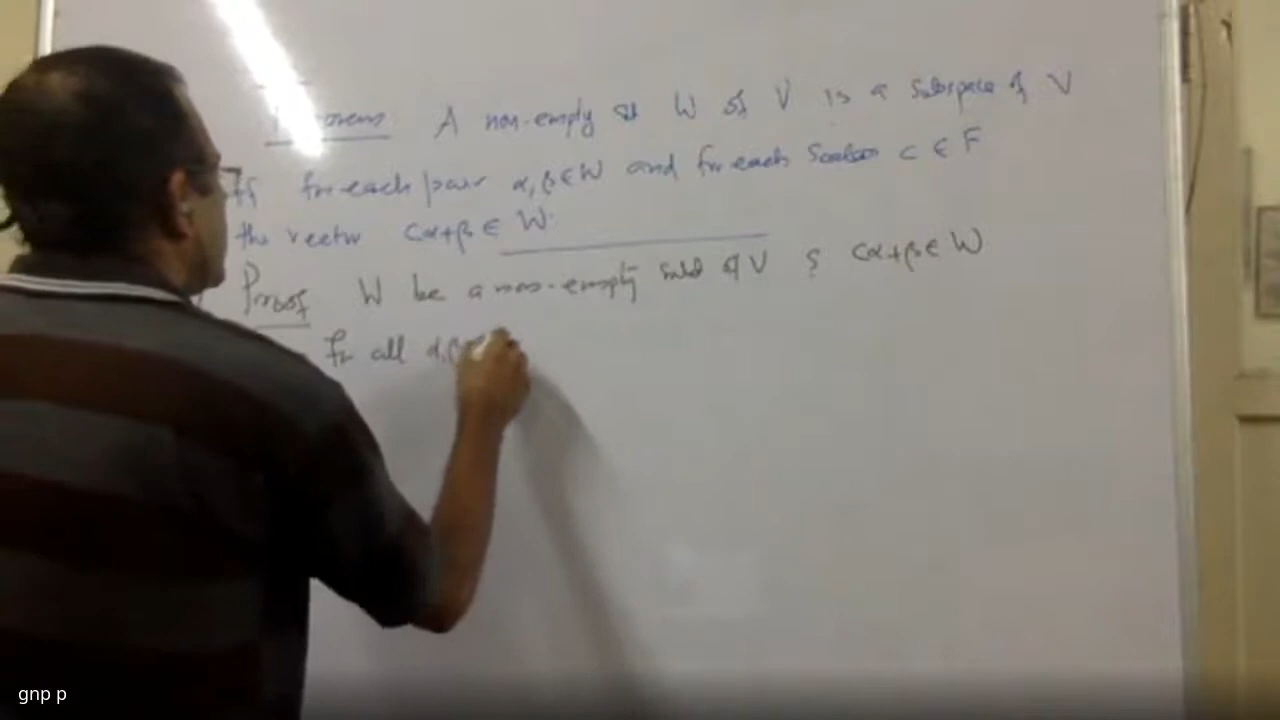 Theorem A non-empty set W of V is a subspace of V
If for each pair α, β ∈ W and for each scalar c ∈ F
the vector cα+β ∈ W.
Proof W be a non-empty subset of V & cα+β ∈ W
for all α, β
gnp p